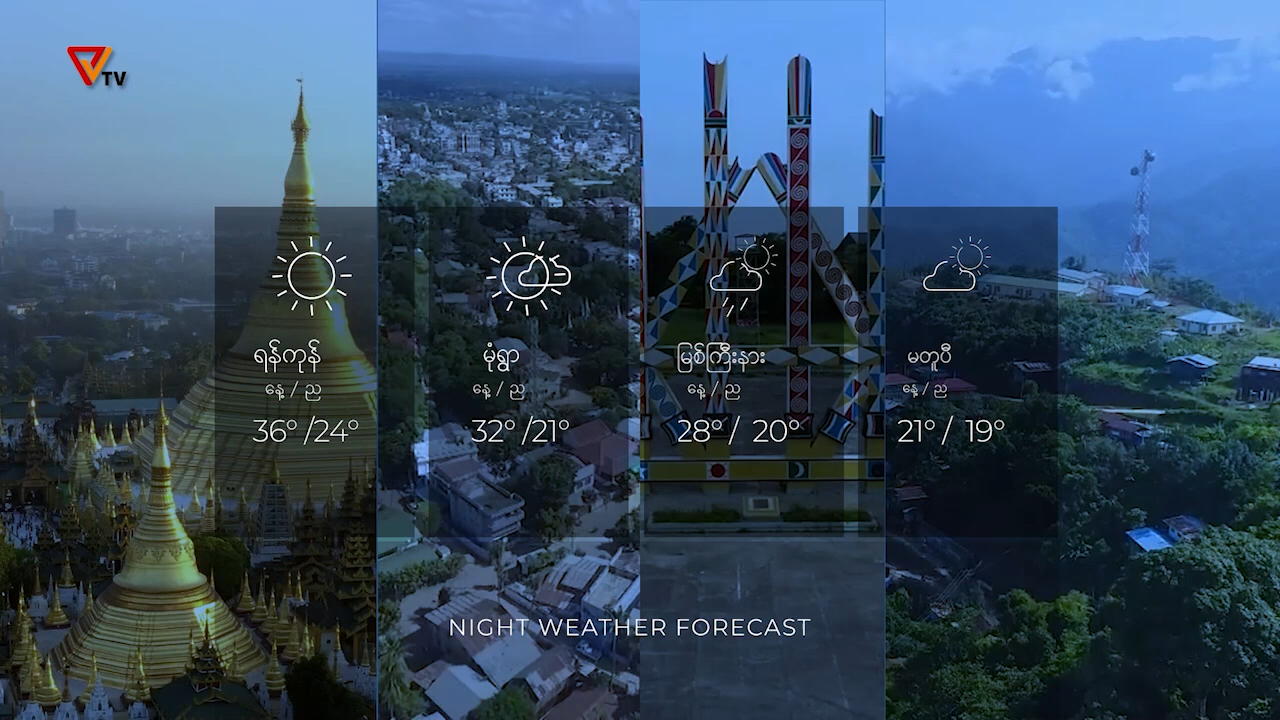 TV
ရန်ကုန်
နေ့ / ည
36° /24°
မုံရွာ
နေ့ / ည
32° /21°
မြစ်ကြီးနား
နေ့ / ည
28° / 20°
မတူပီ
နေ့ / ည
21° / 19°
NIGHT WEATHER FORECAST